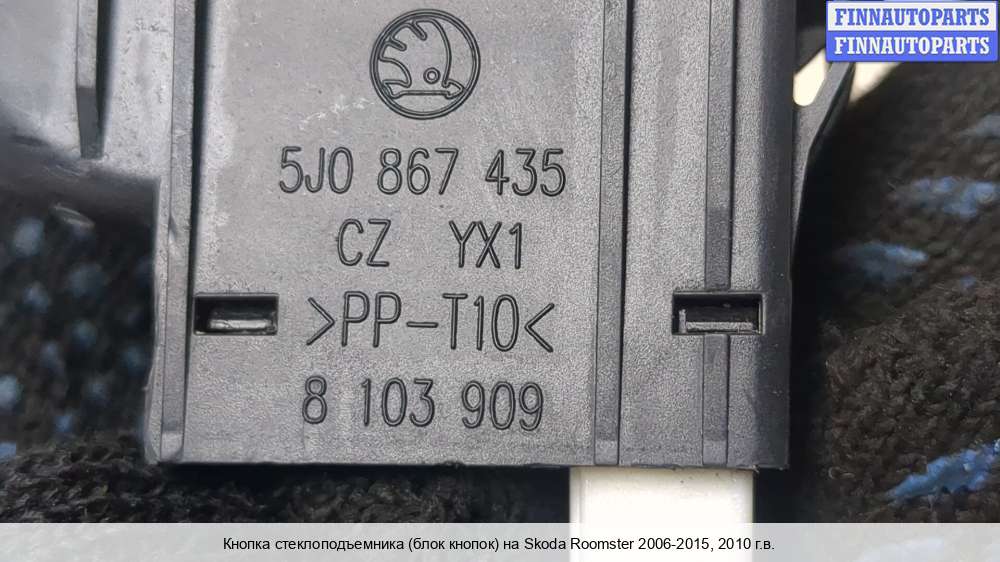 FINNAUTOPARTS
FINNAUTOPARTS
5J0 867 435
CZ YX1
>PP-T10<
8 103 909
Кнопка стеклоподъемника (блок кнопок) на Skoda Roomster 2006-2015, 2010 г.в.